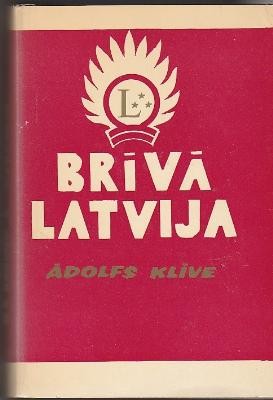 L
BRĪVĀ
LATVIJA
ĀDOLFS KLĪVE